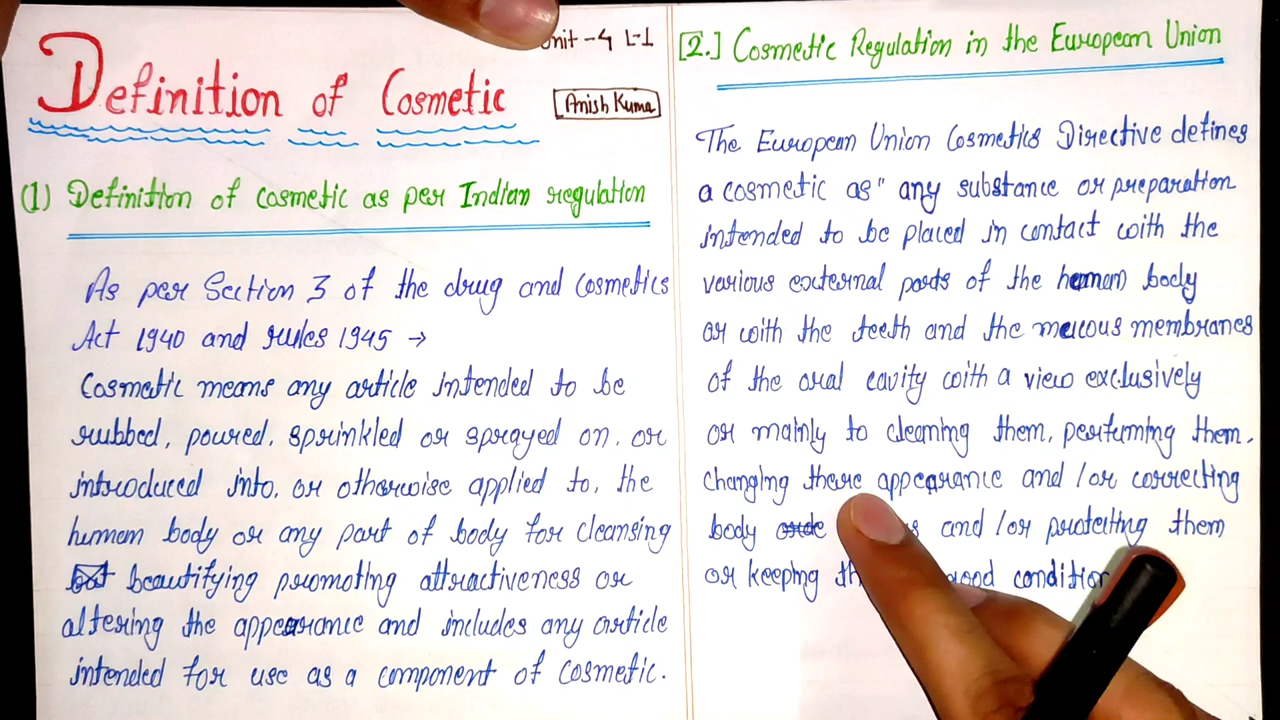 Unit - 4 L-1
Definition of Cosmetic
Anish Kuma
(1) Definition of cosmetic as per Indian regulation
As per Section 3 of the drug and cosmetics
Act 1940 and rules 1945 →
Cosmetic means any article intended to be
rubbed, poured, sprinkled or sprayed on, or
introduced into, or otherwise applied to, the
human body or any part of body for cleansing
beautifying promoting attractiveness or
altering the appearance and includes any article
intended for use as a component of cosmetic.
[2.] Cosmetic Regulation in the European Union
The European Union Cosmetics Directive defines
a cosmetic as " any substance or preparation
intended to be placed in contact with the
various external parts of the human body
or with the teeth and the mucous membranes
of the oral cavity with a view exclusively
or mainly to cleaning them, perfuming them,
changing there appearance and /or correcting
body and /or protecting them
or keeping good condition